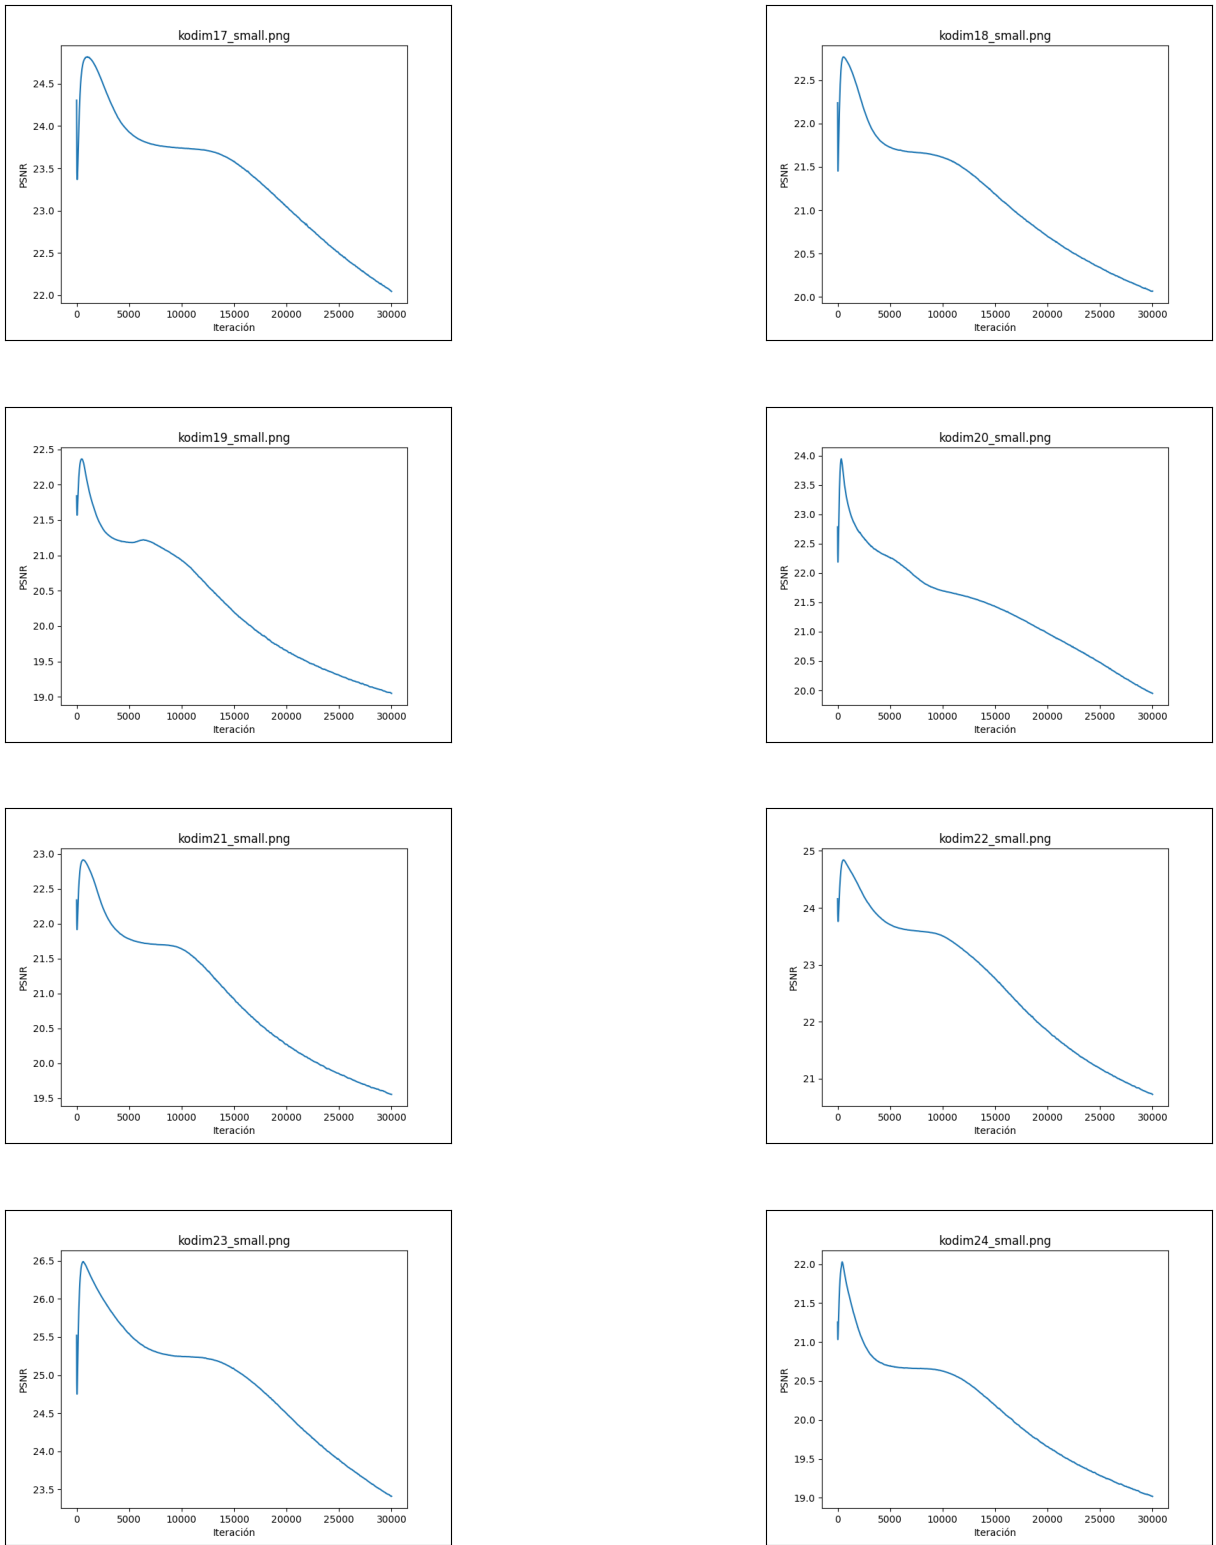 kodim17_small.png
PSNR
24.5
24.0
23.5
23.0
22.5
22.0
0 5000 10000 15000 20000 25000 30000
Iteración
kodim18_small.png
PSNR
22.5
22.0
21.5
21.0
20.5
20.0
0 5000 10000 15000 20000 25000 30000
Iteración
kodim19_small.png
PSNR
22.5
22.0
21.5
21.0
20.5
20.0
19.5
19.0
0 5000 10000 15000 20000 25000 30000
Iteración
kodim20_small.png
PSNR
24.0
23.5
23.0
22.5
22.0
21.5
21.0
20.5
20.0
0 5000 10000 15000 20000 25000 30000
Iteración
kodim21_small.png
PSNR
23.0
22.5
22.0
21.5
21.0
20.5
20.0
19.5
0 5000 10000 15000 20000 25000 30000
Iteración
kodim22_small.png
PSNR
25
24
23
22
21
0 5000 10000 15000 20000 25000 30000
Iteración
kodim23_small.png
PSNR
26.5
26.0
25.5
25.0
24.5
24.0
23.5
0 5000 10000 15000 20000 25000 30000
Iteración
kodim24_small.png
PSNR
22.0
21.5
21.0
20.5
20.0
19.5
19.0
0 5000 10000 15000 20000 25000 30000
Iteración